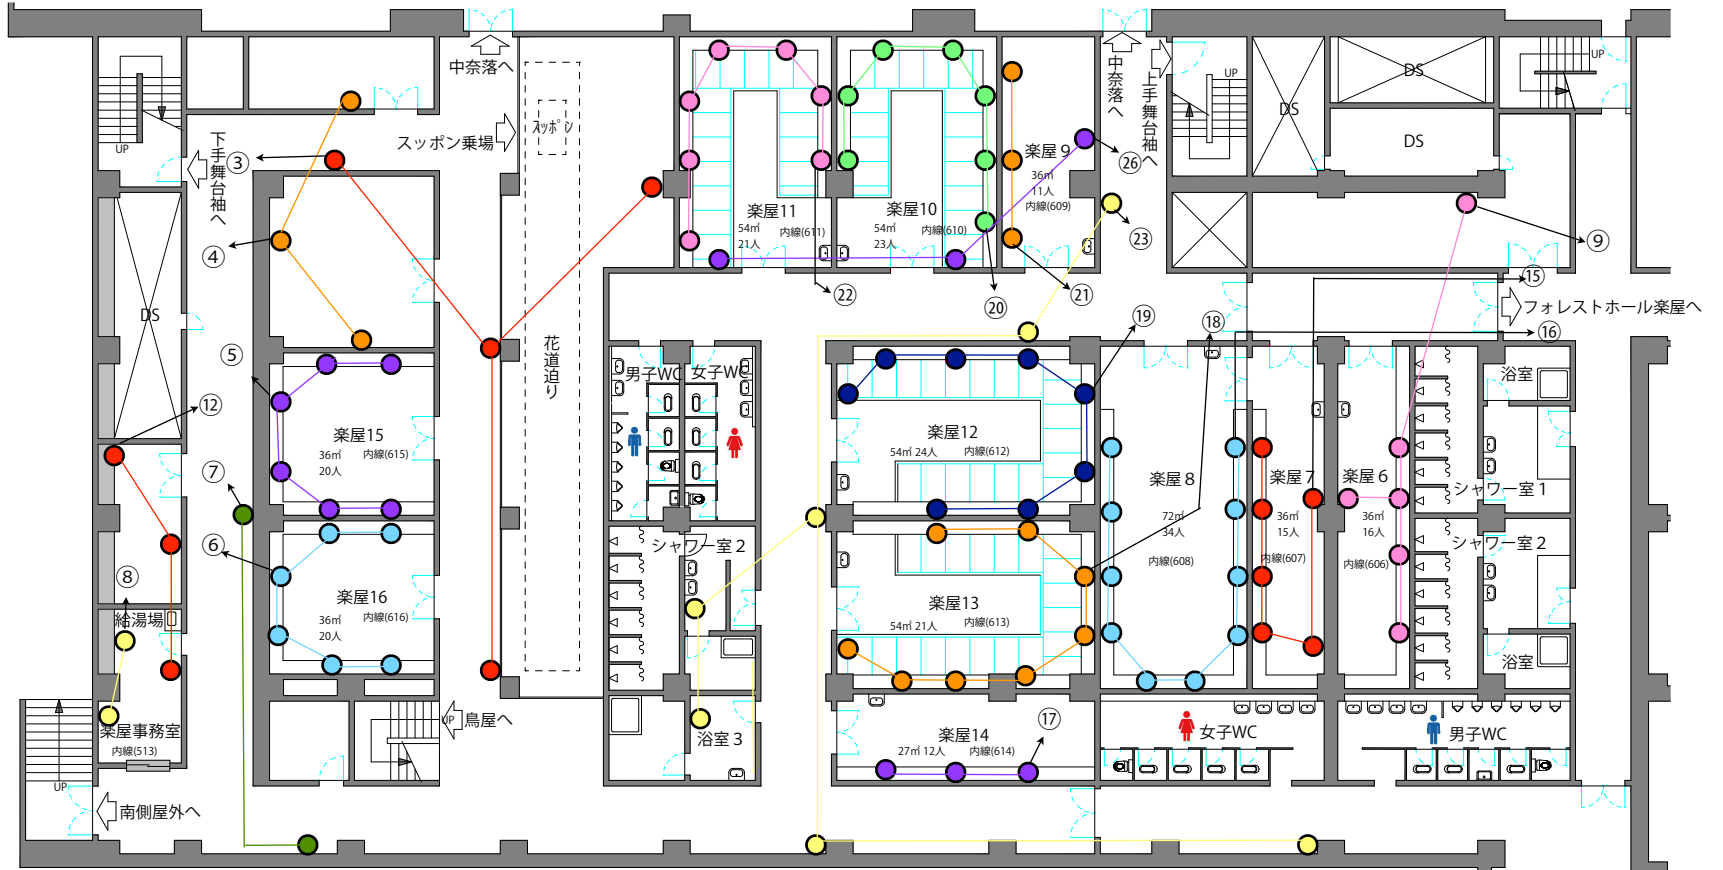 中奈落へ
スッポン乗場
スッポン
UP
下手舞台袖へ
③
④
⑤
⑥
⑦
⑧
⑫
DS
花道迫り
楽屋11
54㎡
21人
内線(611)
楽屋10
54㎡
23人
内線(610)
楽屋9
36㎡
11人
内線(609)
中奈落へ
上手舞台袖へ
UP
DS
DS
DS
UP
㉖
㉓
㉒
⑳
㉑
⑨
⑮
⑯
⑱
⑲
フォレストホール楽屋へ
男子WC
女子WC
楽屋15
36㎡
20人
内線(615)
楽屋16
36㎡
20人
内線(616)
楽屋12
54㎡ 24人
内線(612)
楽屋13
54㎡ 21人
内線(613)
楽屋8
72㎡
34人
内線(608)
楽屋7
36㎡
15人
内線(607)
楽屋6
36㎡
16人
内線(606)
浴室
シャワー室1
シャワー室2
浴室
シャワー室2
浴室3
給湯場
楽屋事務室
内線(513)
UP
鳥屋へ
UP
南側屋外へ
楽屋14
27㎡ 12人
内線(614)
⑰
女子WC
男子WC